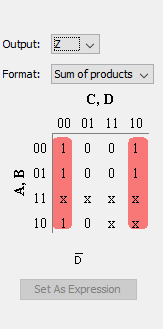 Output: Z
Format: Sum of products
C, D
00 01 11 10
A, B
00 1 0 0 1
01 1 0 0 1
11 x x x x
10 1 0 x x
D̅
Set As Expression